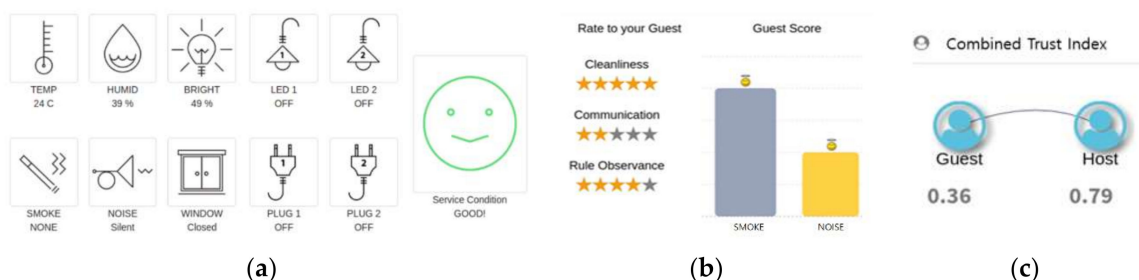 TEMP
24 C
HUMID
39 %
BRIGHT
49 %
1
LED 1
OFF
2
LED 2
OFF
SMOKE
NONE
NOISE
Silent
WINDOW
Closed
1
PLUG 1
OFF
2
PLUG 2
OFF
Service Condition
GOOD!
(a)
Rate to your Guest
Cleanliness
Communication
Rule Observance
Guest Score
SMOKE
NOISE
(b)
Combined Trust Index
Guest
0.36
Host
0.79
(c)